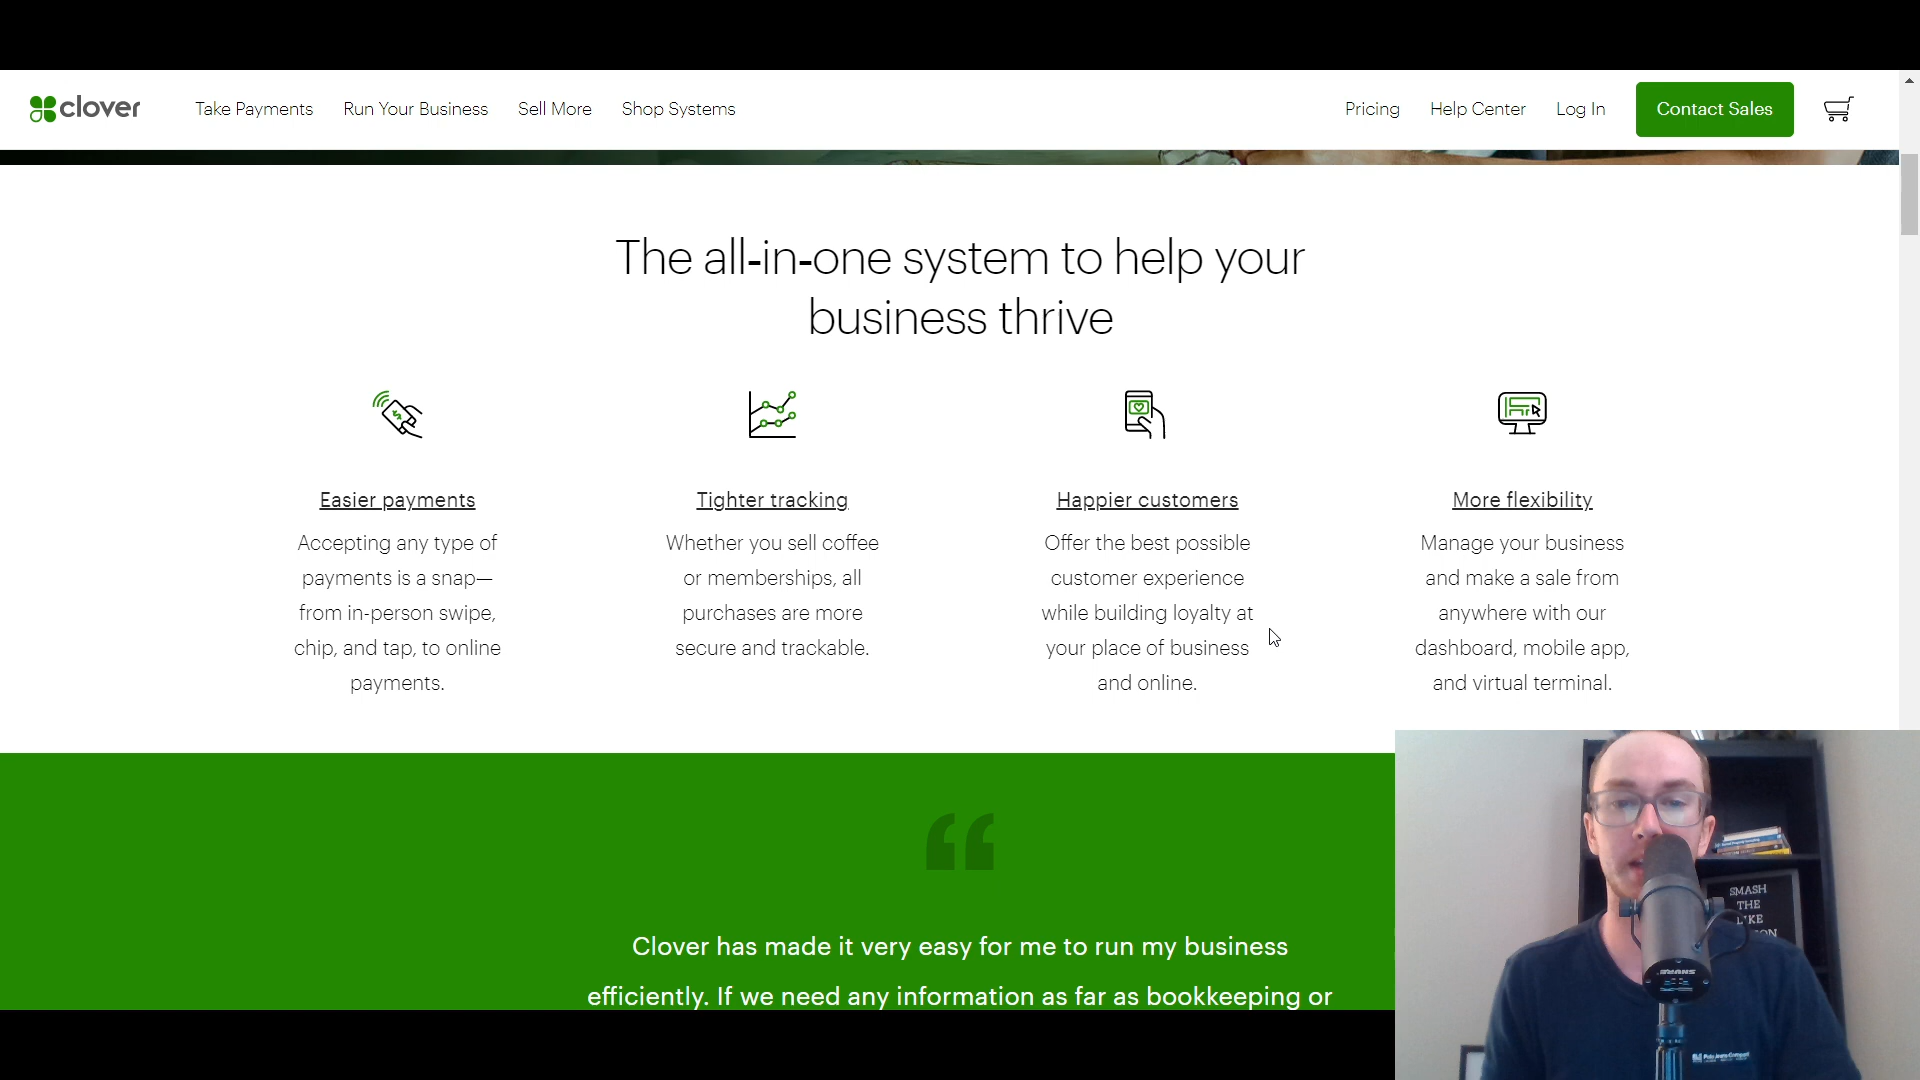 clover
Take Payments
Run Your Business
Sell More
Shop Systems
Pricing
Help Center
Log In
Contact Sales
The all-in-one system to help your
business thrive
Easier payments
Accepting any type of
payments is a snap—
from in-person swipe,
chip, and tap, to online
payments.
Tighter tracking
Whether you sell coffee
or memberships, all
purchases are more
secure and trackable.
Happier customers
Offer the best possible
customer experience
while building loyalty at
your place of business
and online.
More flexibility
Manage your business
and make a sale from
anywhere with our
dashboard, mobile app,
and virtual terminal.
“
Clover has made it very easy for me to run my business
efficiently. If we need any information as far as bookkeeping or
SMASH
THE